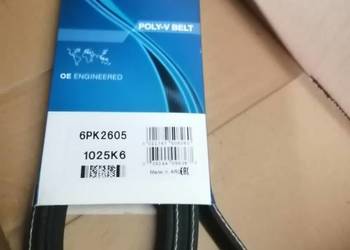 POLY-V BELT
OE ENGINEERED
6PK2605
1025K6